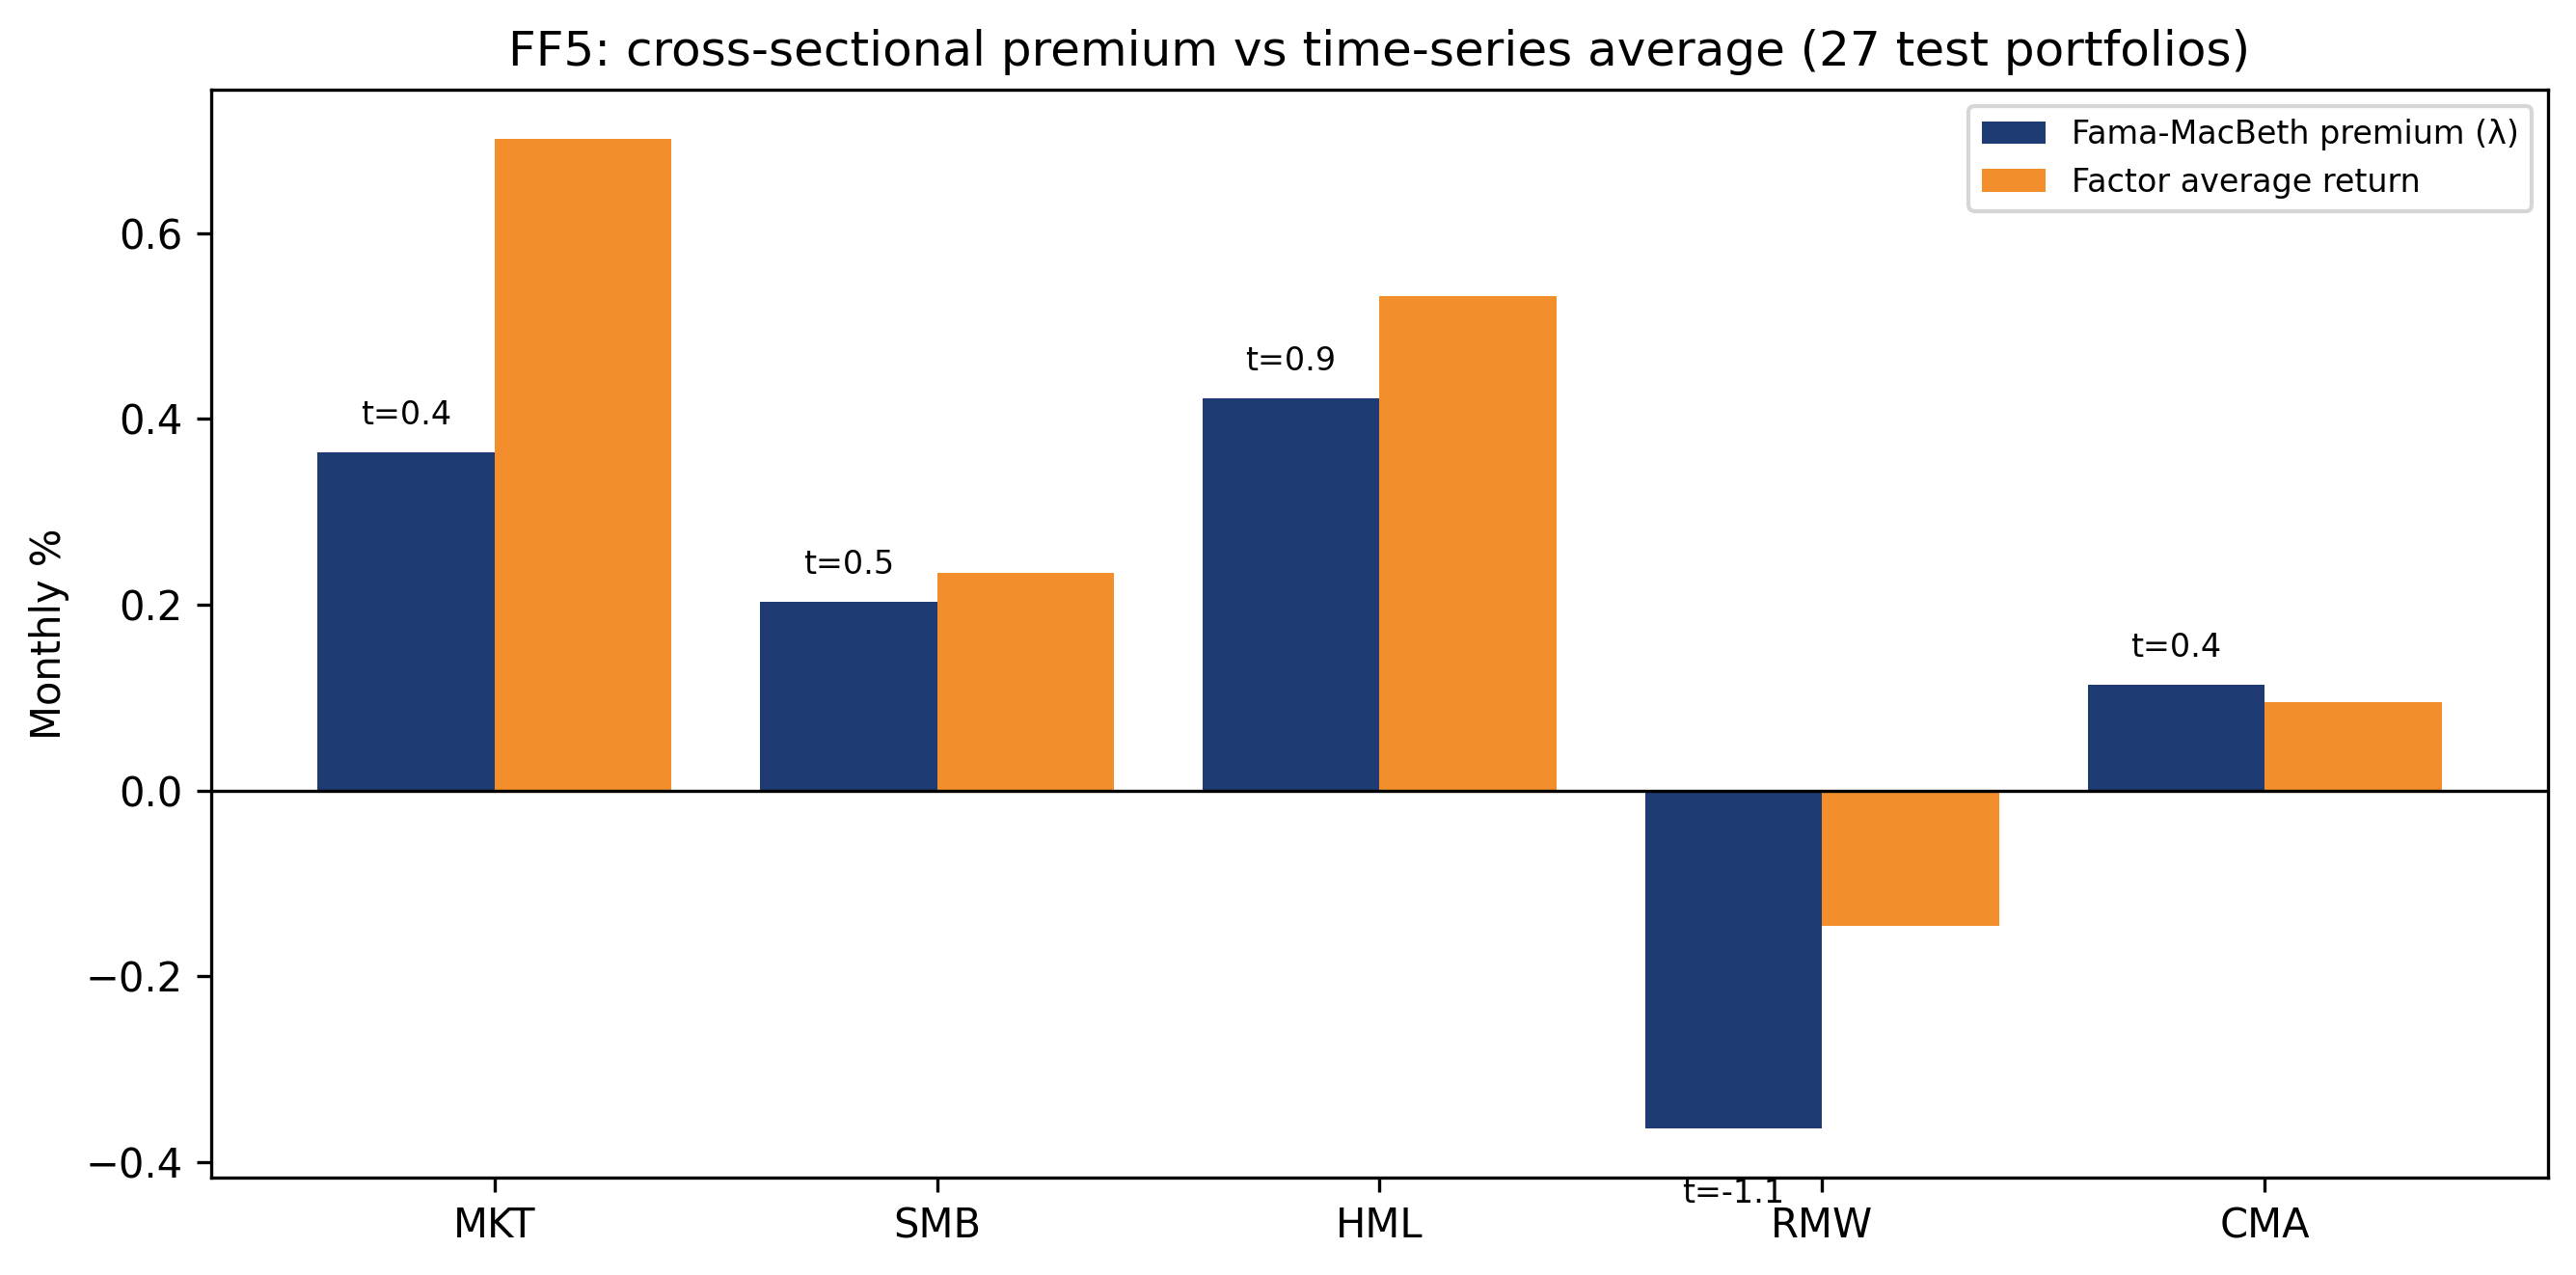 FF5: cross-sectional premium vs time-series average (27 test portfolios)
Fama-MacBeth premium (λ)
Factor average return
Monthly %
0.6
0.4
0.2
0.0
−0.2
−0.4
t=0.4
t=0.5
t=0.9
t=-1.1
t=0.4
MKT
SMB
HML
RMW
CMA